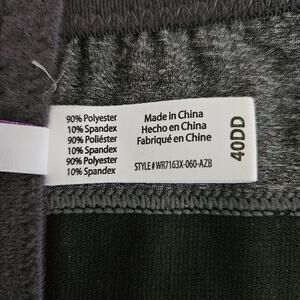 90% Polyester
10% Spandex
90% Poliéster
10% Spandex
90% Polyester
10% Spandex
Made in China
Hecho en China
Fabriqué en Chine
STYLE # WR7163X-060-AZB
40DD